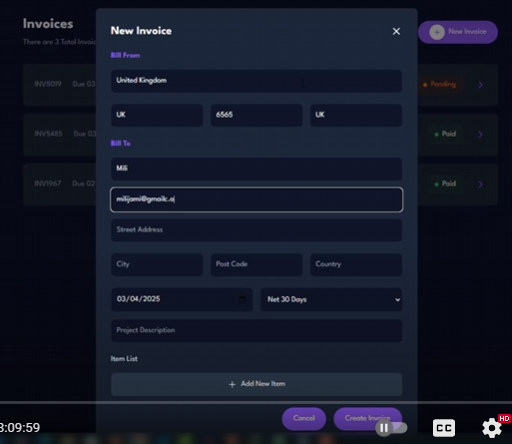 Invoices
New Invoice
There are 3 Total Invoic
New Invoice
Bill From
United Kingdom
INV5019 Due 03
Pending
UK 6565 UK
INV5485 Due 03
Paid
Bill To
Mili
INV1967 Due 02
Paid
milijami@gmailc.o
Street Address
City Post Code Country
03/04/2025 Net 30 Days
Project Description
Item List
+ Add New Item
Cancel Create Invoice
3:09:59 CC HD